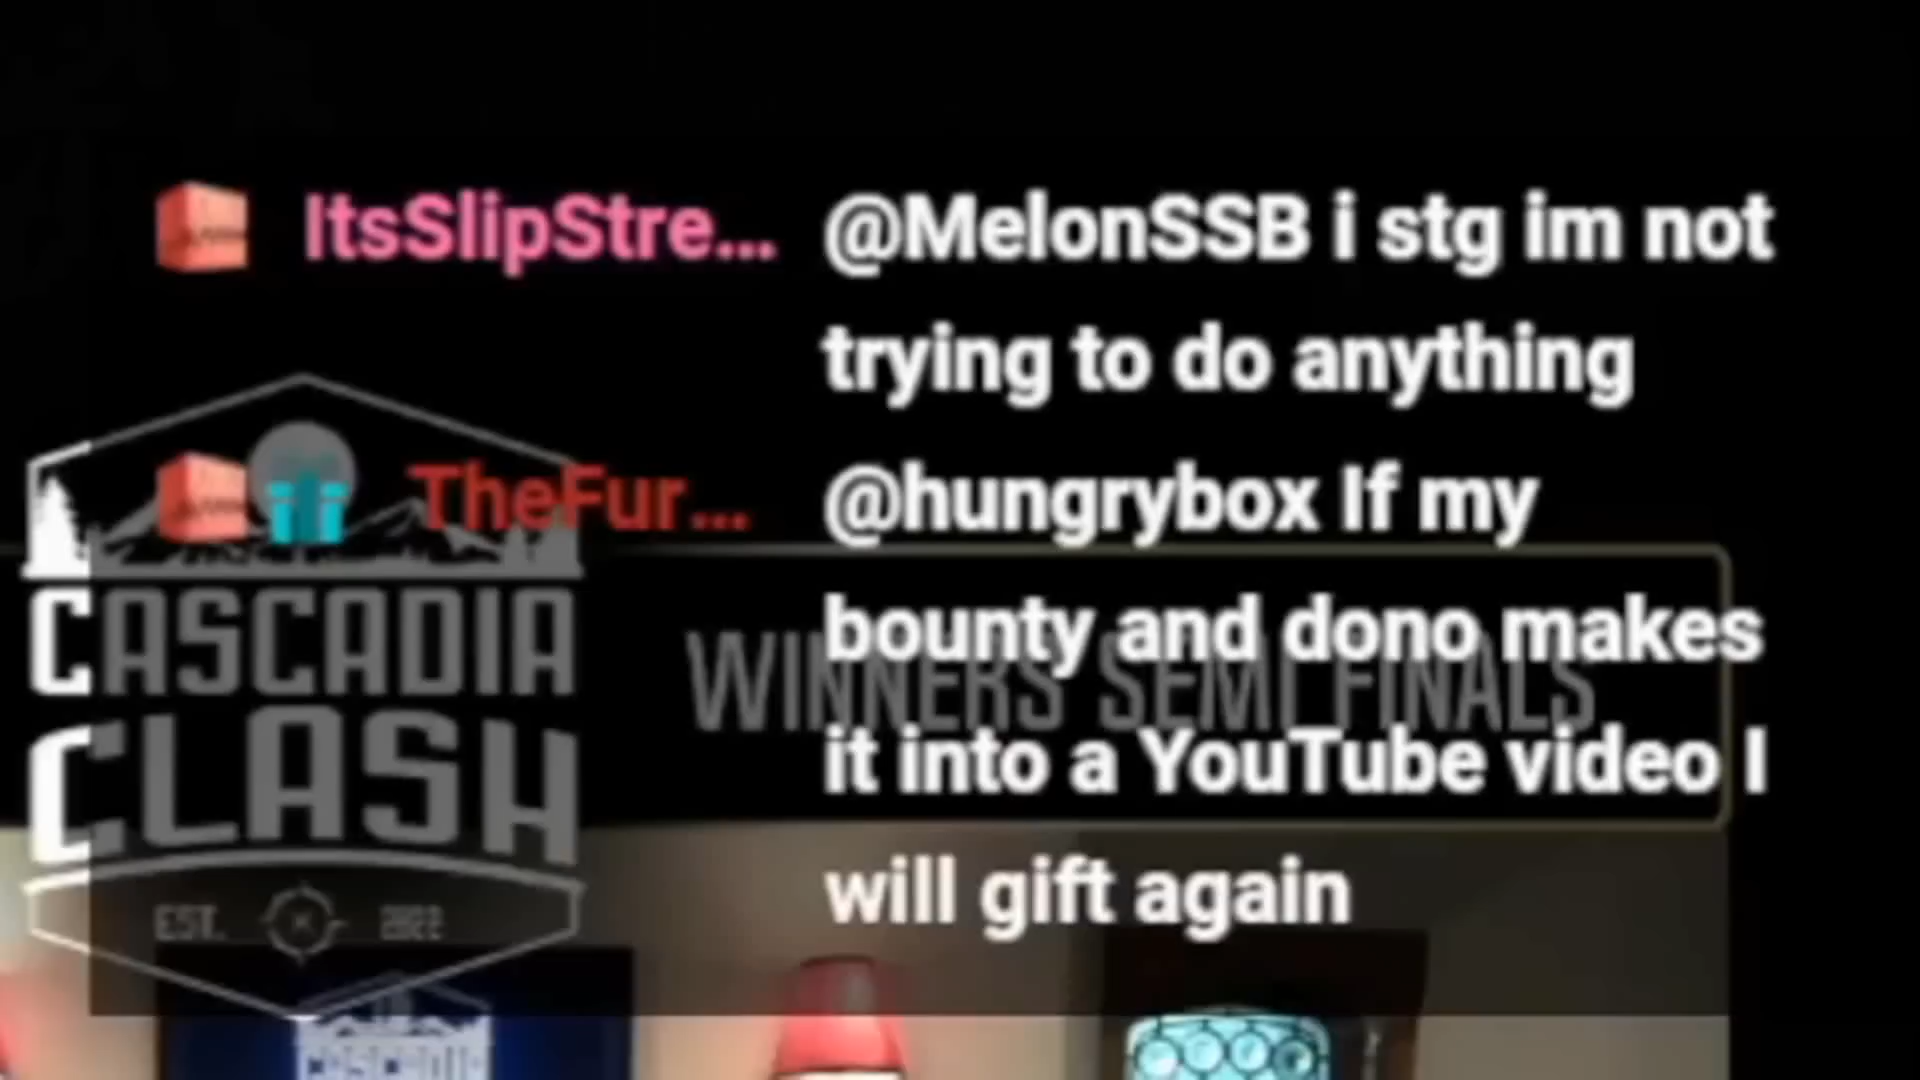 ItsSlipStre... @MelonSSB i stg im not
trying to do anything
TheFur... @hungrybox If my
bounty and dono makes
it into a YouTube video I
will gift again
CASCADIA
CLASH
EST. 2022
WINNERS SEMI FINALS